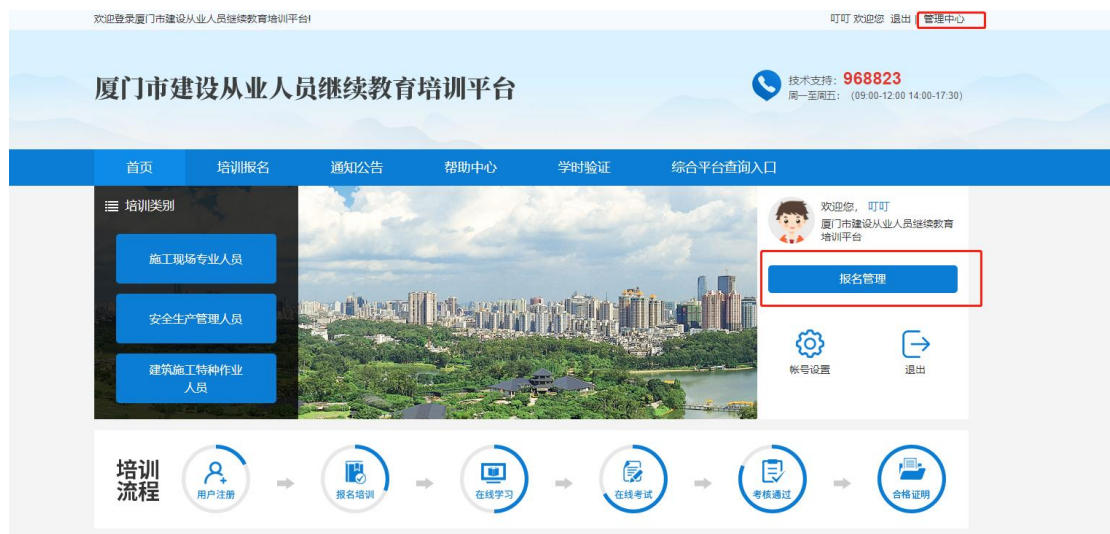 欢迎登录厦门市建设从业人员继续教育培训平台!
叮叮 欢迎您 退出 | 管理中心
厦门市建设从业人员继续教育培训平台
技术支持：968823
周一至周五：（09:00-12:00 14:00-17:30）
首页 培训报名 通知公告 帮助中心 学时验证 综合平台查询入口
培训类别
施工现场专业人员
安全生产管理人员
建筑施工特种作业
人员
欢迎您，叮叮
厦门市建设从业人员继续教育
培训平台
报名管理
帐号设置 退出
培训
流程
用户注册 报名培训 在线学习 在线考试 考核通过 合格证明